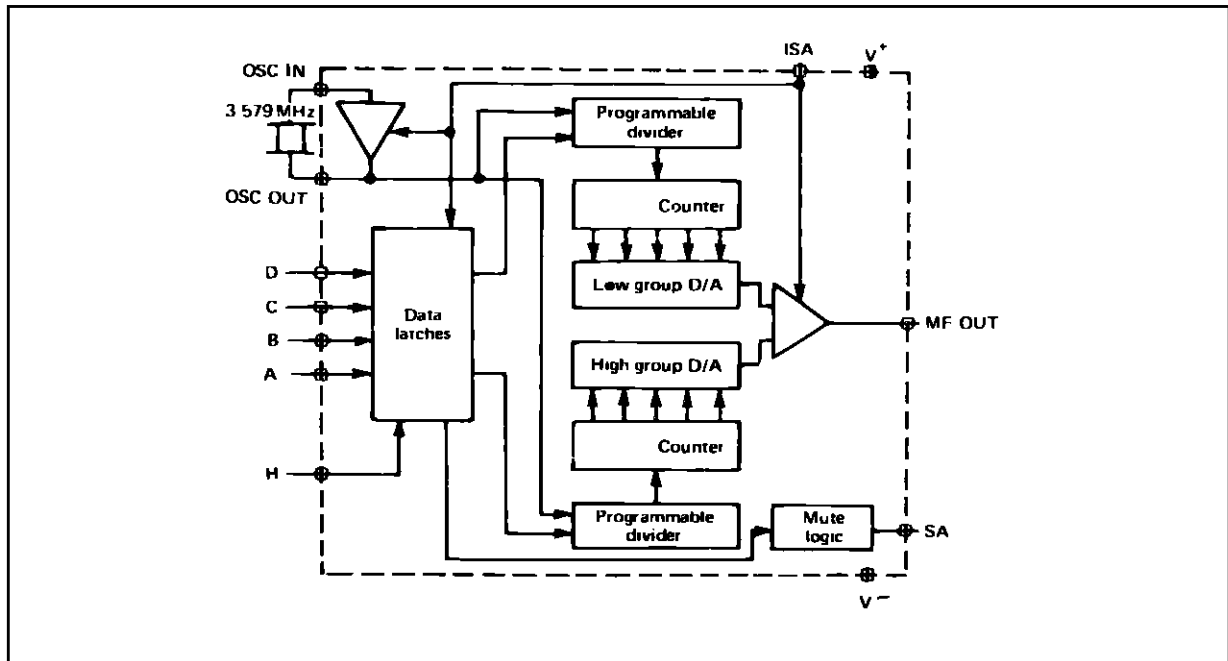 ISA
V+
OSC IN
3 579 MHz
OSC OUT
Programmable
divider
Counter
Low group D/A
D
C
B
A
Data
latches
MF OUT
High group D/A
Counter
H
Programmable
divider
Mute
logic
SA
V−